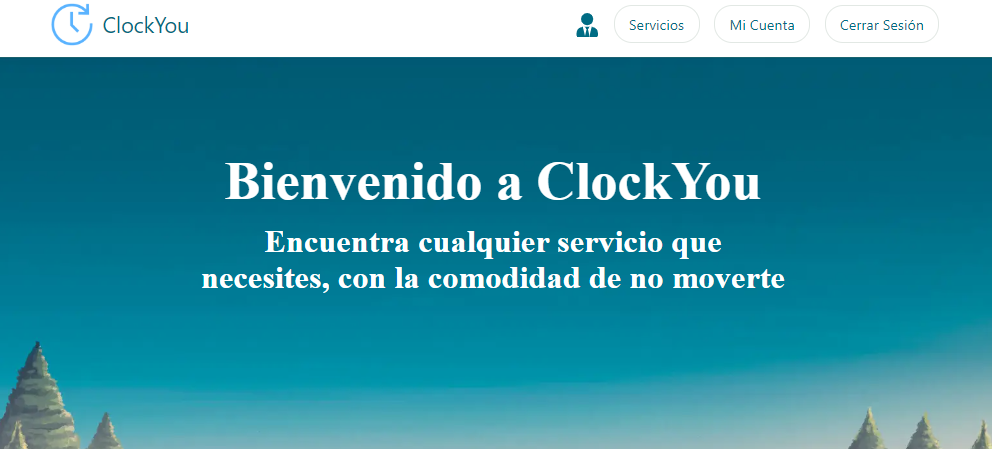 ClockYou
Servicios
Mi Cuenta
Cerrar Sesión
Bienvenido a ClockYou
Encuentra cualquier servicio que
necesites, con la comodidad de no moverte